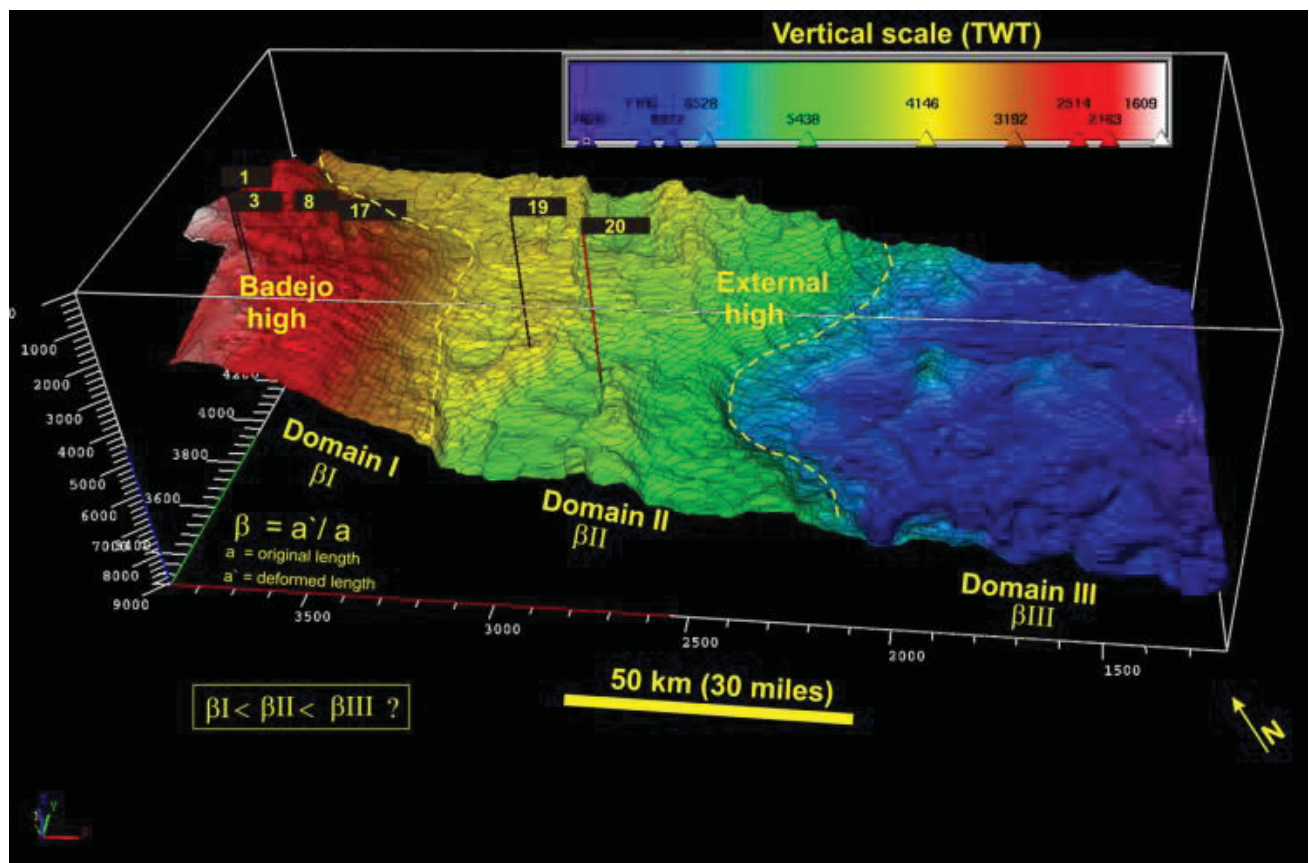 Vertical scale (TWT)
6528
5438
4146
3192
2514
2163
1609
1
3
8
17
19
20
Badejo
high
External
high
1000
2000
3000
4000
5000
6000
8000
9000
4000
3800
3600
Domain I
βI
Domain II
βII
Domain III
βIII
β = a`/ a
a = original length
a` = deformed length
3500
3000
2500
2000
1500
50 km (30 miles)
βI < βII < βIII ?
N